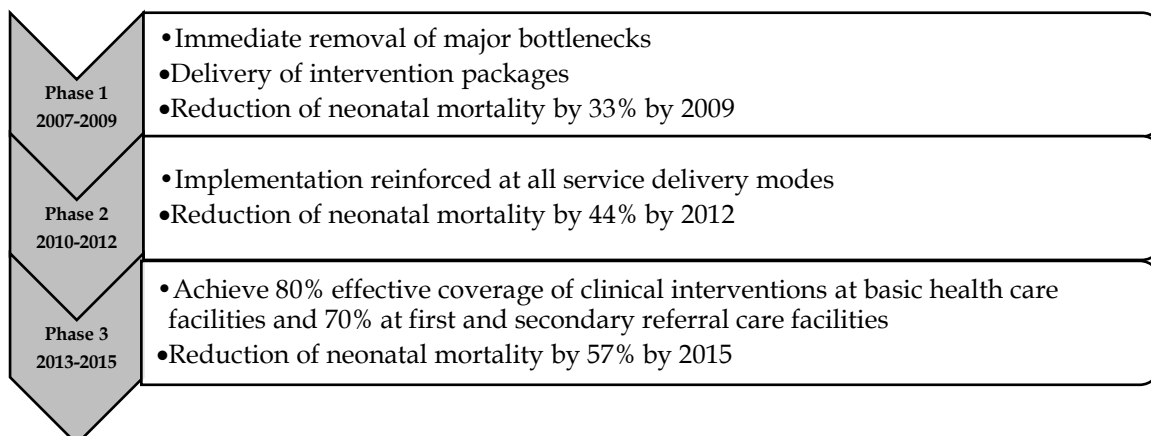 Phase 1
2007-2009
•Immediate removal of major bottlenecks
•Delivery of intervention packages
•Reduction of neonatal mortality by 33% by 2009
Phase 2
2010-2012
•Implementation reinforced at all service delivery modes
•Reduction of neonatal mortality by 44% by 2012
Phase 3
2013-2015
•Achieve 80% effective coverage of clinical interventions at basic health care
facilities and 70% at first and secondary referral care facilities
•Reduction of neonatal mortality by 57% by 2015